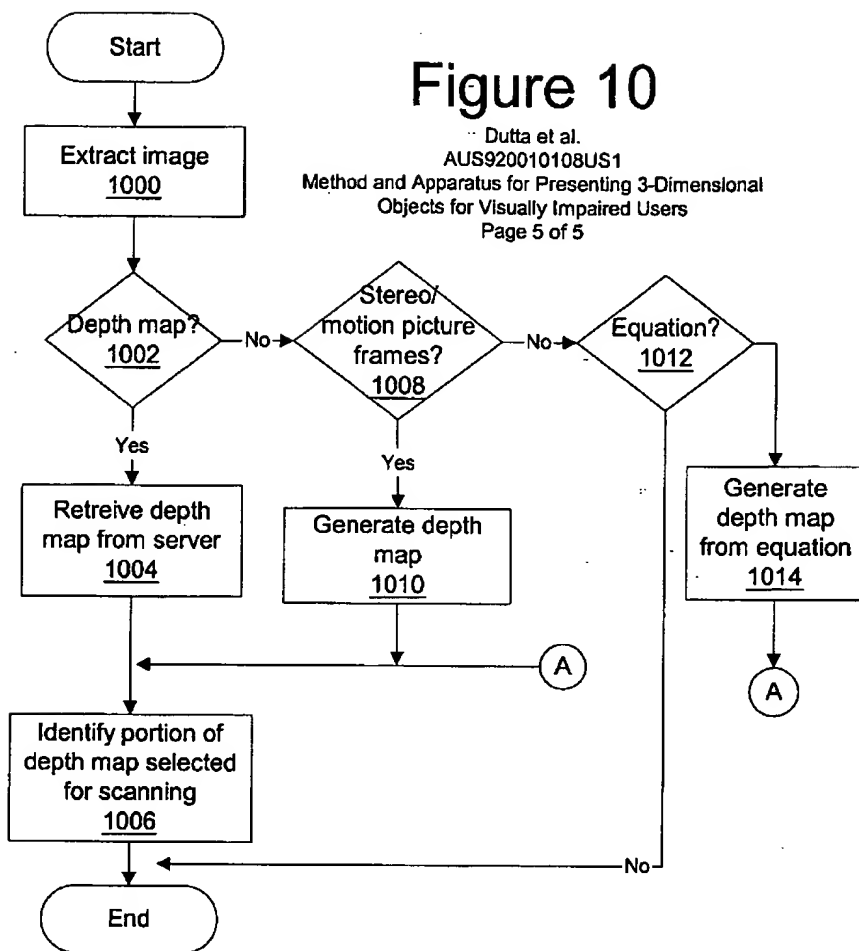 Start
Figure 10
Dutta et al.
AUS920010108US1
Method and Apparatus for Presenting 3-Dimensional
Objects for Visually Impaired Users
Page 5 of 5
Extract image
1000
Depth map?
1002
No
Stereo/
motion picture
frames?
1008
No
Equation?
1012
Yes
Yes
Retreive depth
map from server
1004
Generate depth
map
1010
Generate
depth map
from equation
1014
A
A
Identify portion of
depth map selected
for scanning
1006
No
End